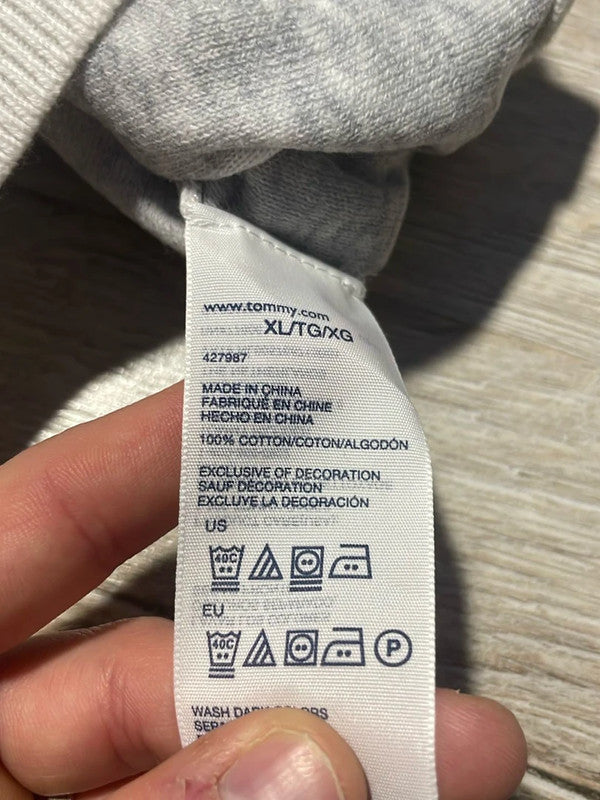 www.tommy.com
XL/TG/XG
427987
MADE IN CHINA
FABRIQUÉ EN CHINE
HECHO EN CHINA
100% COTTON/COTON/ALGODÓN
EXCLUSIVE OF DECORATION
SAUF DÉCORATION
EXCLUYE LA DECORACIÓN
US
40C
EU
40C
P
WASH DARK COLORS